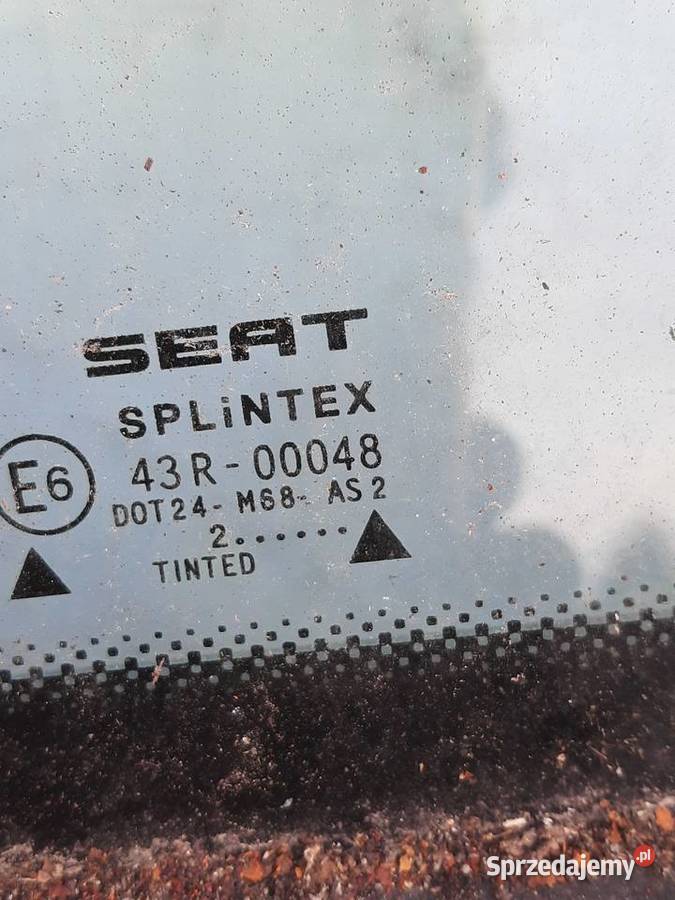 SEAT
SPLiNTEX
E6
43R-00048
DOT24-M68-AS2
2......
TINTED
Sprzedajemy.pl